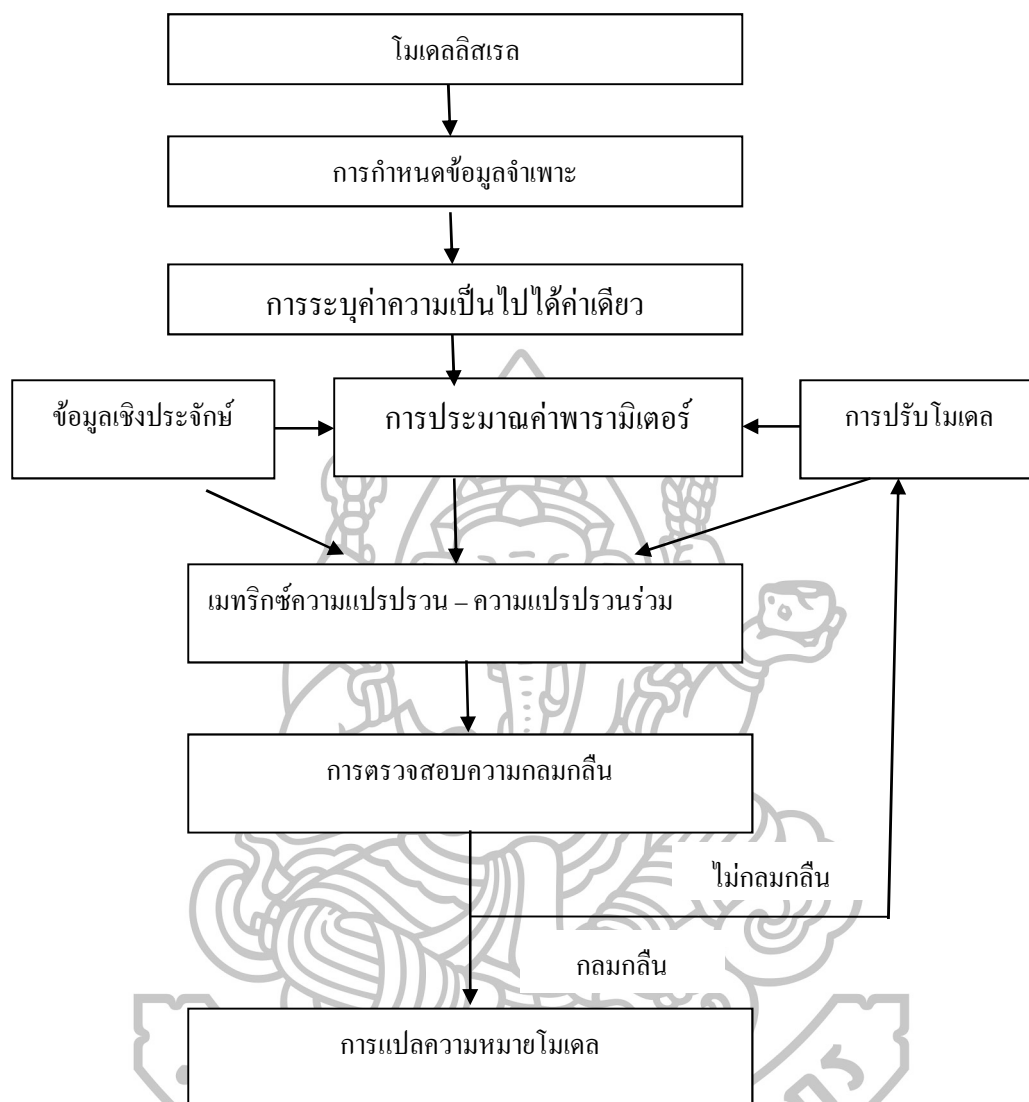 โมเดลลิสเรล
การกำหนดข้อมูลจำเพาะ
การระบุค่าความเป็นไปได้ค่าเดียว
ข้อมูลเชิงประจักษ์
การประมาณค่าพารามิเตอร์
การปรับโมเดล
เมทริกซ์ความแปรปรวน – ความแปรปรวนร่วม
การตรวจสอบความกลมกลืน
ไม่กลมกลืน
กลมกลืน
การแปลความหมายโมเดล